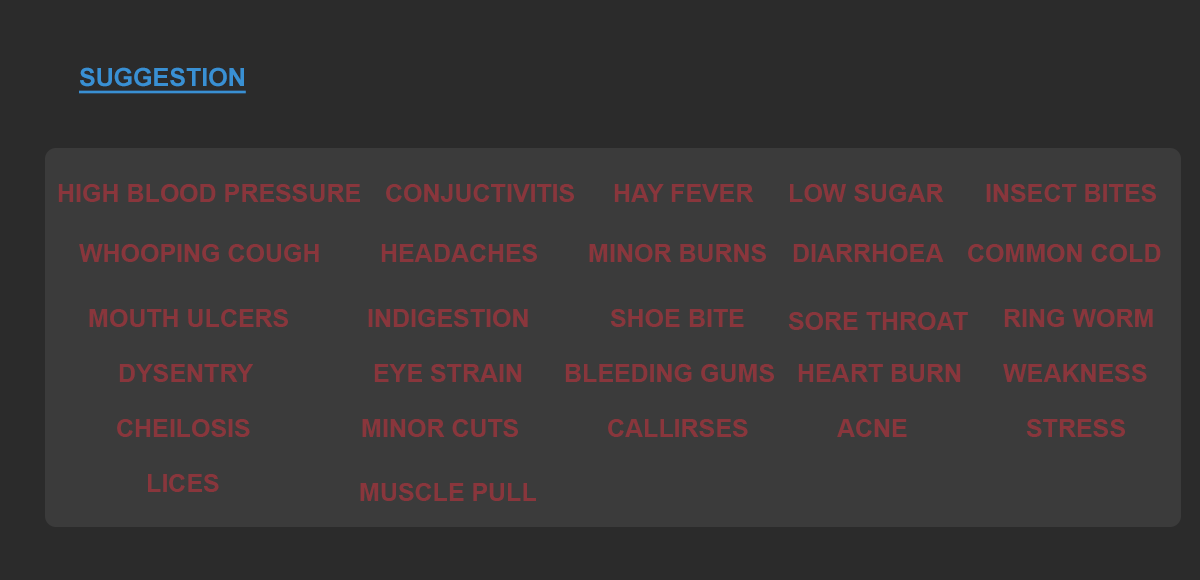 SUGGESTION
HIGH BLOOD PRESSURE CONJUCTIVITIS HAY FEVER LOW SUGAR INSECT BITES
WHOOPING COUGH HEADACHES MINOR BURNS DIARRHOEA COMMON COLD
MOUTH ULCERS INDIGESTION SHOE BITE SORE THROAT RING WORM
DYSENTRY EYE STRAIN BLEEDING GUMS HEART BURN WEAKNESS
CHEILOSIS MINOR CUTS CALLIRSES ACNE STRESS
LICES MUSCLE PULL